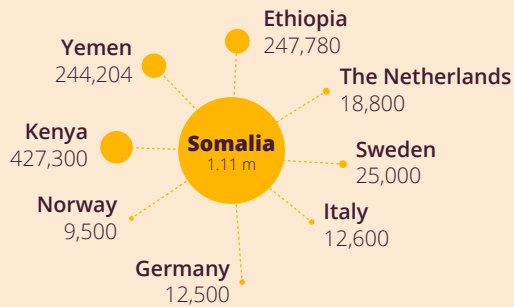 Ethiopia
247,780
Yemen
244,204
The Netherlands
18,800
Kenya
427,300
Somalia
1.11 m
Sweden
25,000
Norway
9,500
Italy
12,600
Germany
12,500